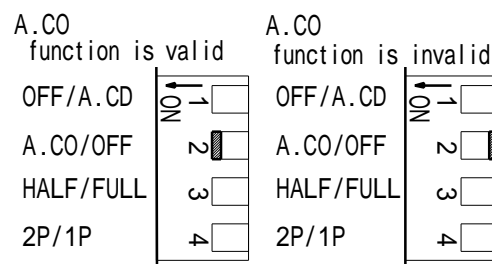 A.CO
function is valid
OFF/A.CD
A.CO/OFF
HALF/FULL
2P/1P
ON
1
2
3
4
A.CO
function is invalid
OFF/A.CD
A.CO/OFF
HALF/FULL
2P/1P
ON
1
2
3
4